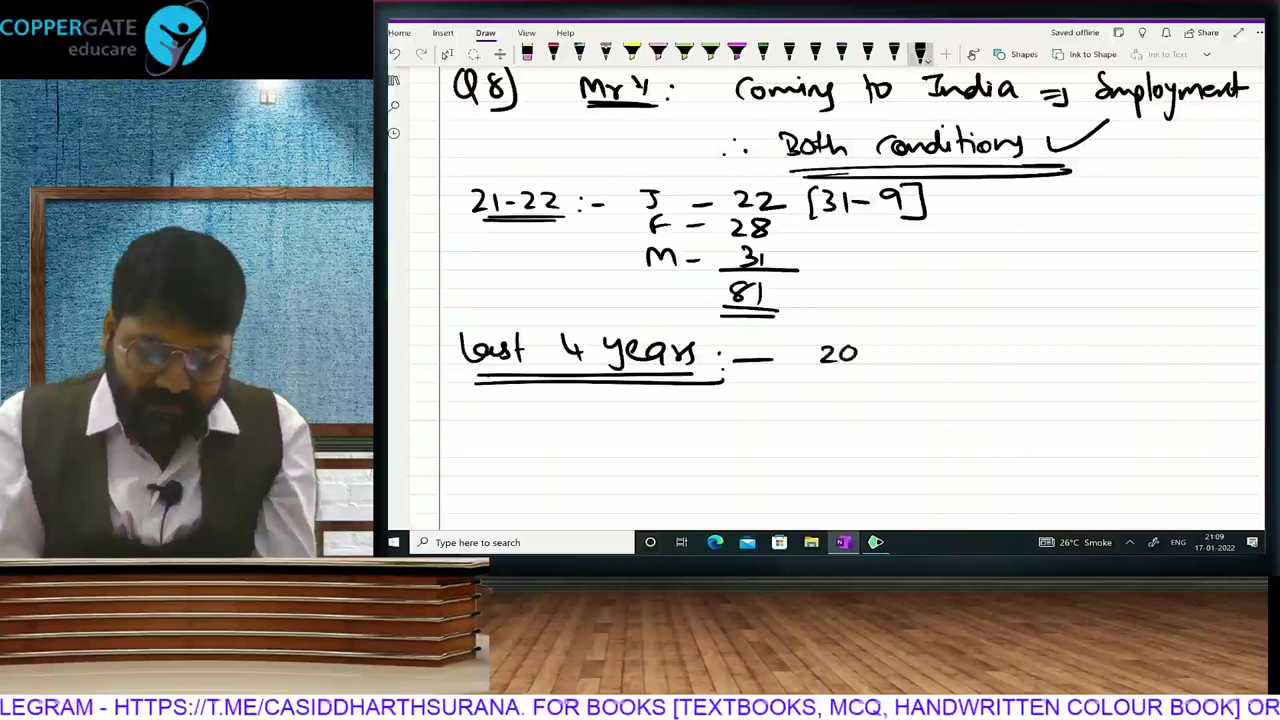 COPPERGATE
educare
Home Insert Draw View Help
Saved offline
Share
Shapes
Ink to Shape
Ink to Text
Q8] Mr Y: Coming to India ⇒ Employment
∴ Both conditions ✓
21-22 :- J - 22 [31-9]
F - 28
M - 31
81
Last 4 years :— 20
Type here to search
26°C Smoke
ENG
21:09
17-01-2022
LEGRAM - HTTPS://T.ME/CASIDDHARTHSURANA. FOR BOOKS [TEXTBOOKS, MCQ, HANDWRITTEN COLOUR BOOK] OR